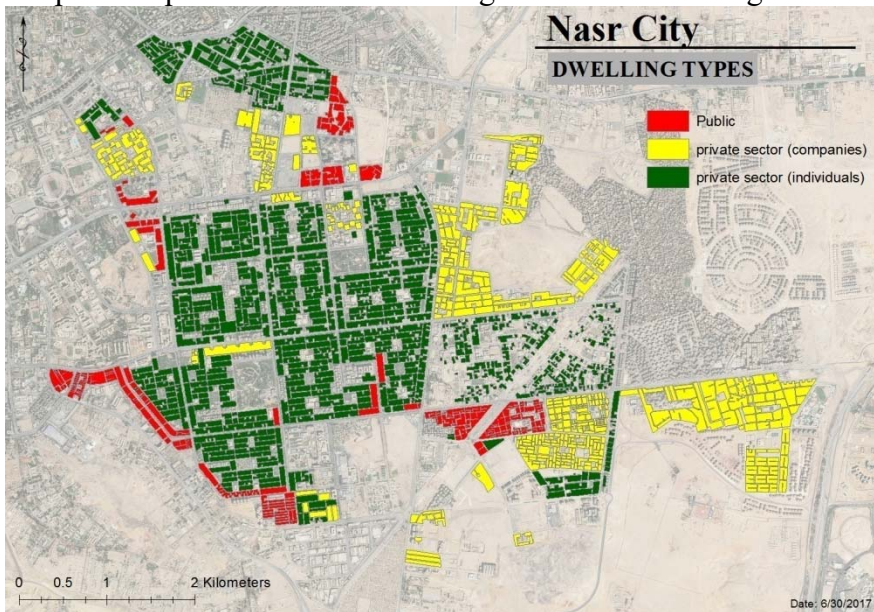 Nasr City
DWELLING TYPES
Public
private sector (companies)
private sector (individuals)
0 0.5 1 2 Kilometers
Date: 6/30/2017